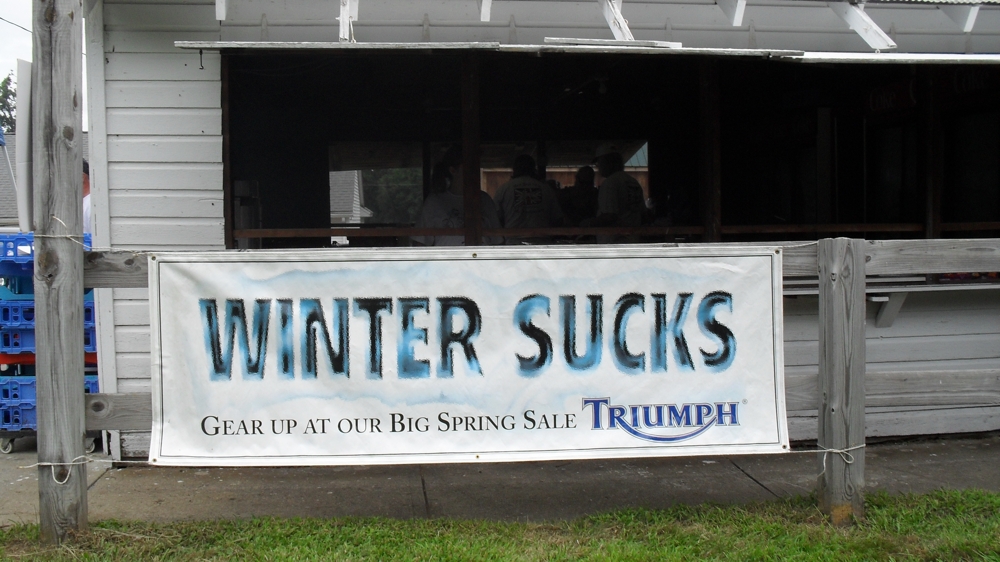 WINTER SUCKS
GEAR UP AT OUR BIG SPRING SALE TRIUMPH